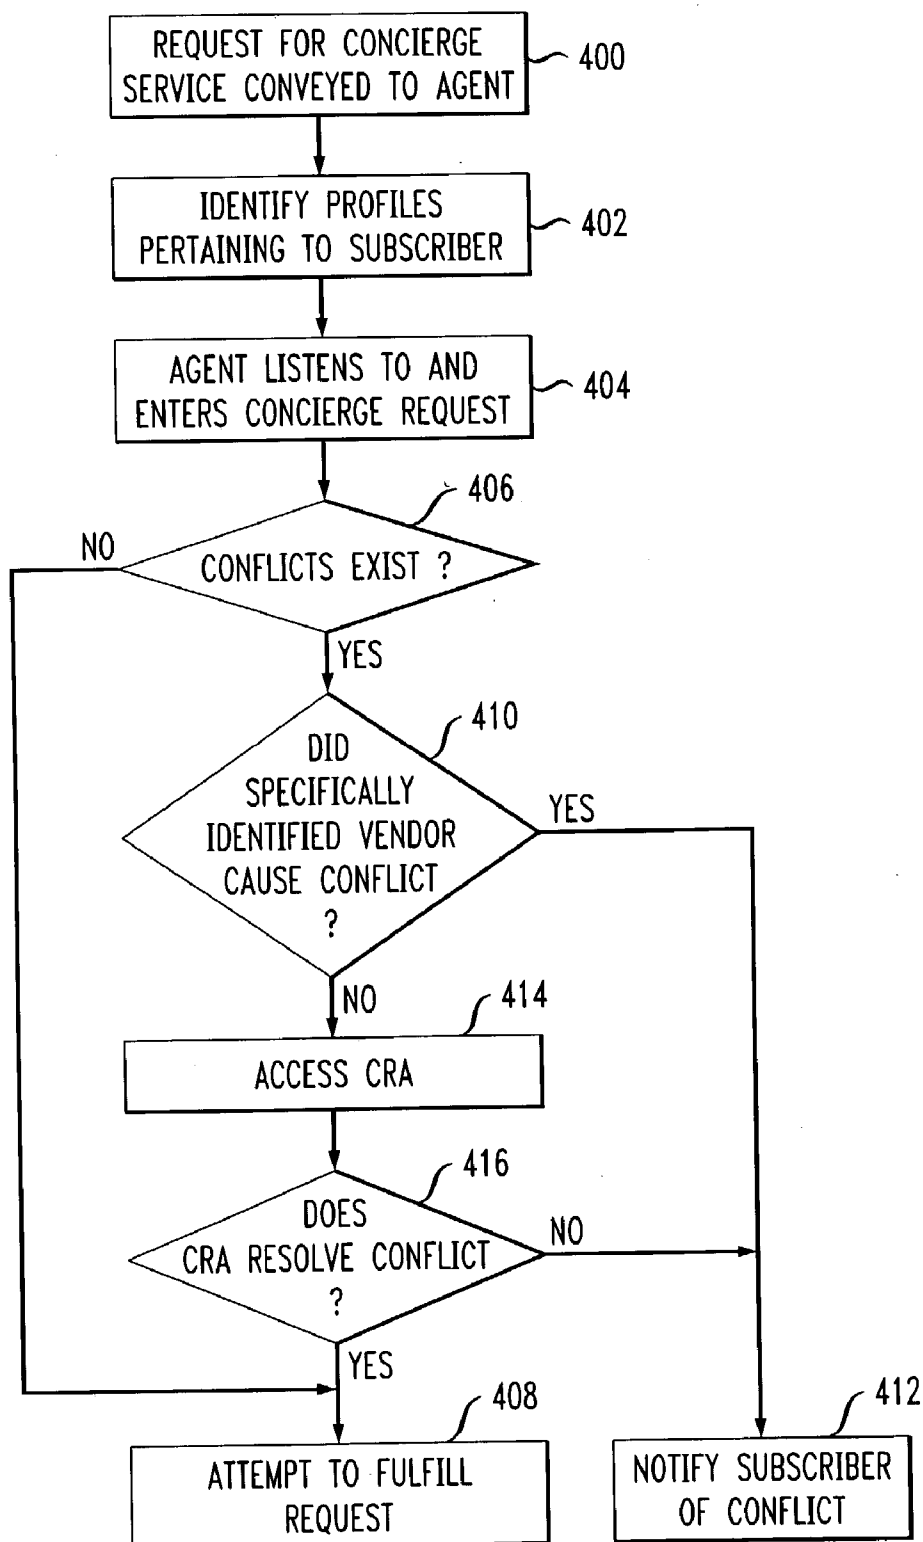 REQUEST FOR CONCIERGE
SERVICE CONVEYED TO AGENT
400
IDENTIFY PROFILES
PERTAINING TO SUBSCRIBER
402
AGENT LISTENS TO AND
ENTERS CONCIERGE REQUEST
404
406
NO
CONFLICTS EXIST ?
YES
410
DID
SPECIFICALLY
IDENTIFIED VENDOR
CAUSE CONFLICT
?
YES
NO
414
ACCESS CRA
416
DOES
CRA RESOLVE CONFLICT
?
NO
YES
408
ATTEMPT TO FULFILL
REQUEST
412
NOTIFY SUBSCRIBER
OF CONFLICT